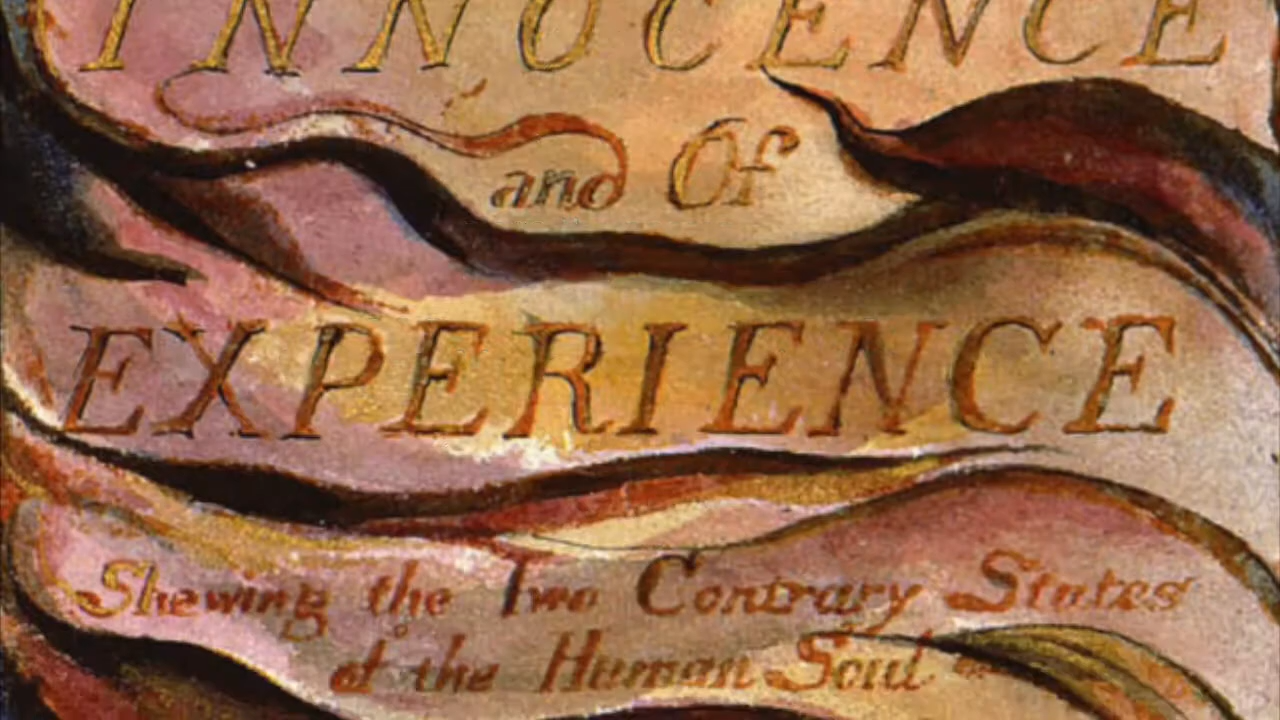 INNOCENCE
and Of
EXPERIENCE
Shewing the Two Contrary States
of the Human Soul